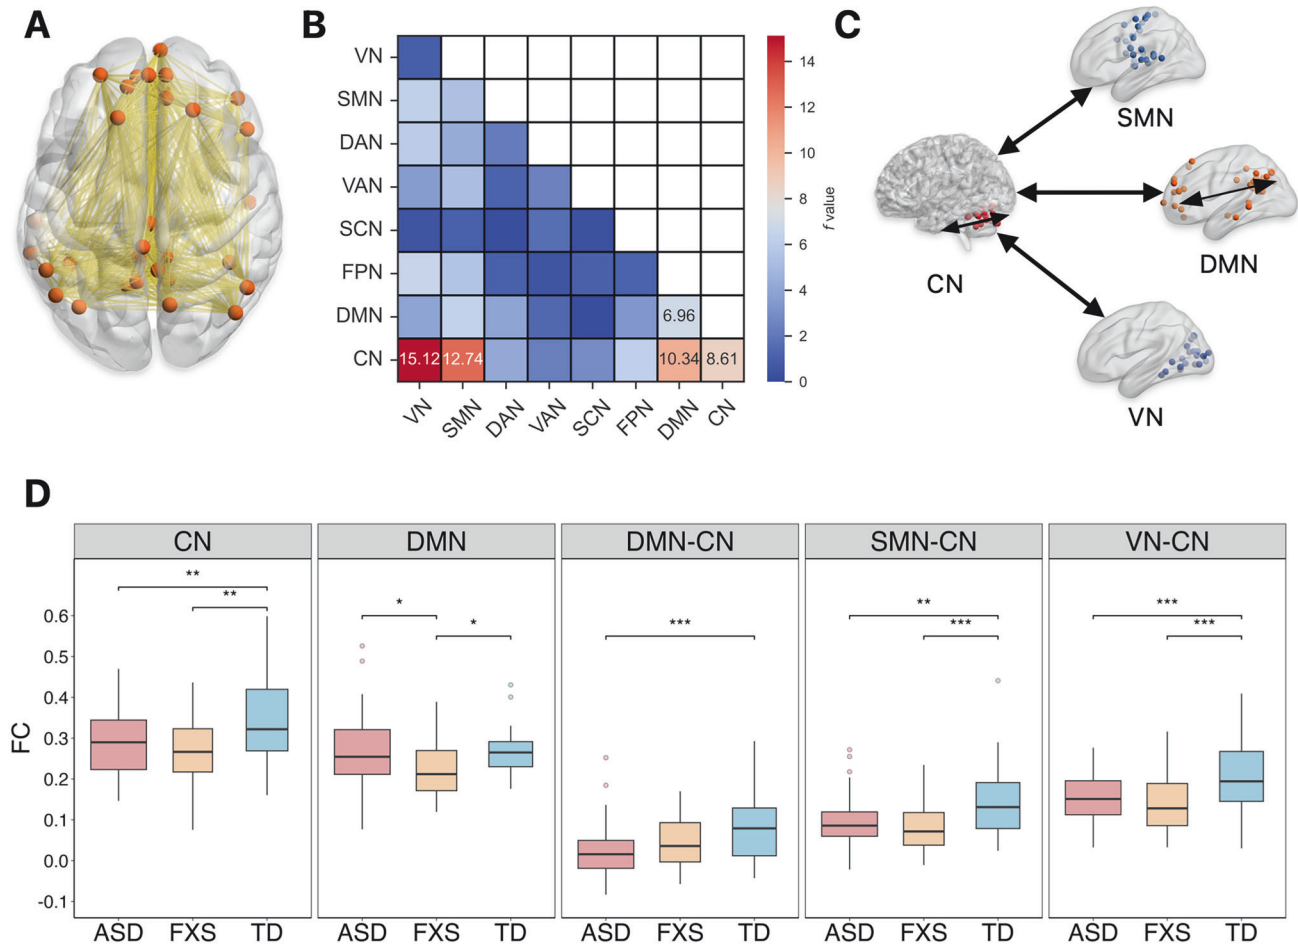 A
B
C
VN
SMN
DAN
VAN
SCN
FPN
DMN
CN
6.96
15.12 12.74 10.34 8.61
VN SMN DAN VAN SCN FPN DMN CN
14
12
10
8
6
4
2
0
f value
SMN
DMN
CN
VN
D
CN DMN DMN-CN SMN-CN VN-CN
** ** * * *** ** *** *** ***
FC
0.6
0.5
0.4
0.3
0.2
0.1
0.0
-0.1
ASD FXS TD ASD FXS TD ASD FXS TD ASD FXS TD ASD FXS TD